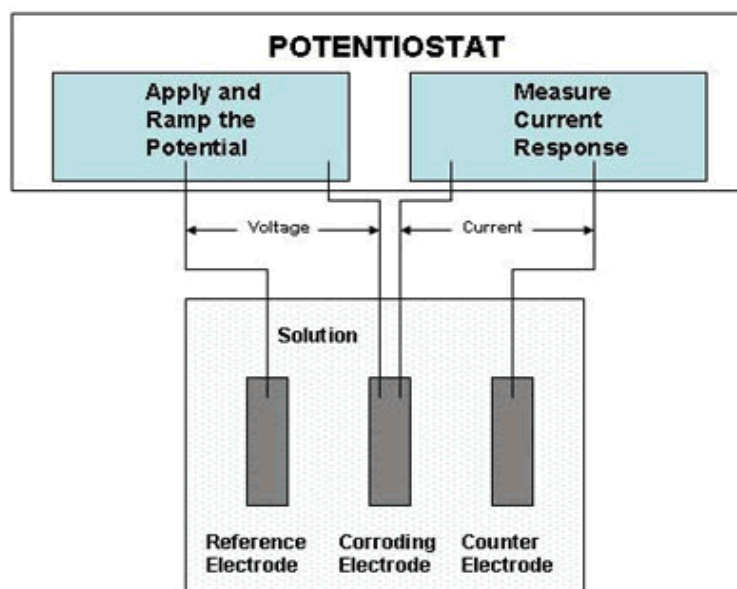 POTENTIOSTAT
Apply and
Ramp the
Potential
Measure
Current
Response
Voltage
Current
Solution
Reference
Electrode
Corroding
Electrode
Counter
Electrode